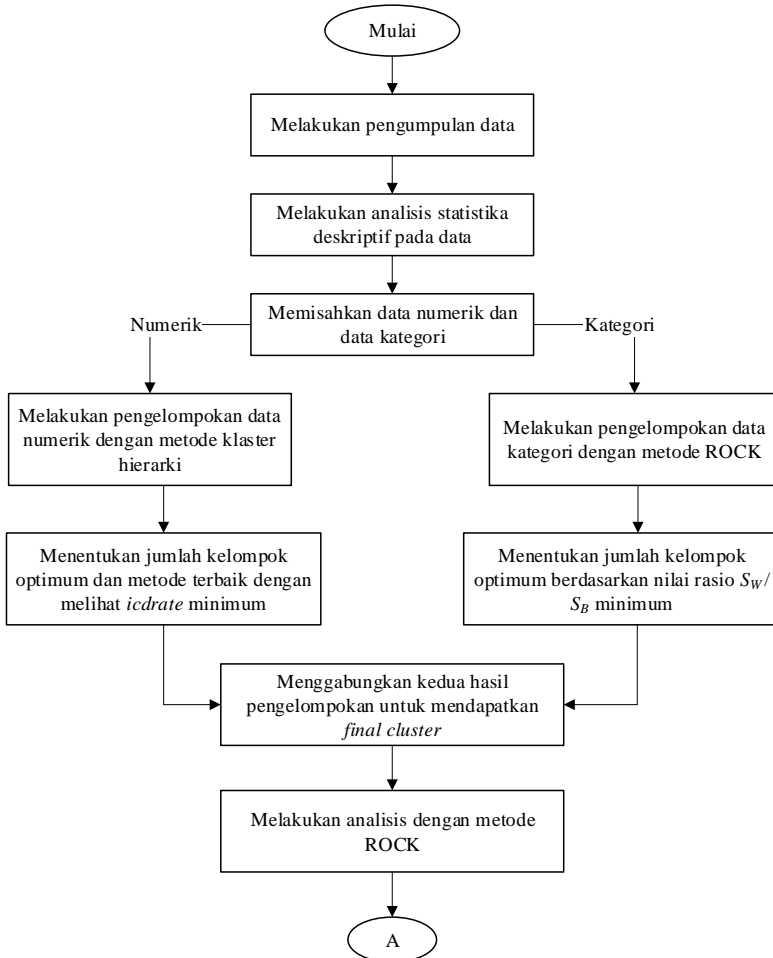 Mulai
Melakukan pengumpulan data
Melakukan analisis statistika
deskriptif pada data
Memisahkan data numerik dan
data kategori
Numerik
Kategori
Melakukan pengelompokan data
numerik dengan metode klaster
hierarki
Melakukan pengelompokan data
kategori dengan metode ROCK
Menentukan jumlah kelompok
optimum dan metode terbaik dengan
melihat icdrate minimum
Menentukan jumlah kelompok
optimum berdasarkan nilai rasio S_W/
S_B minimum
Menggabungkan kedua hasil
pengelompokan untuk mendapatkan
final cluster
Melakukan analisis dengan metode
ROCK
A